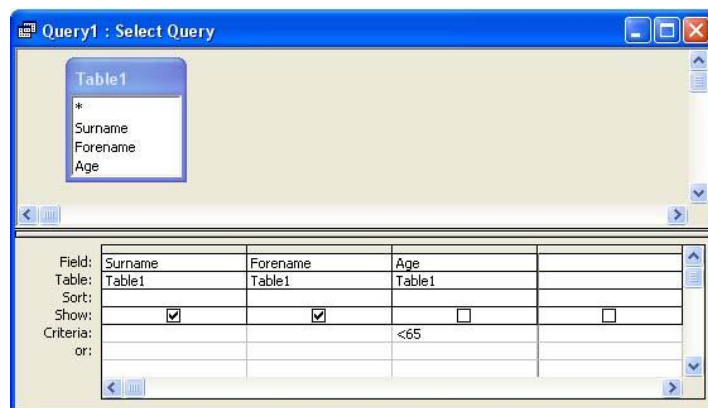 Query1 : Select Query
Table1
*
Surname
Forename
Age
Field: Surname Forename Age
Table: Table1 Table1 Table1
Sort:
Show:
Criteria: <65
or: